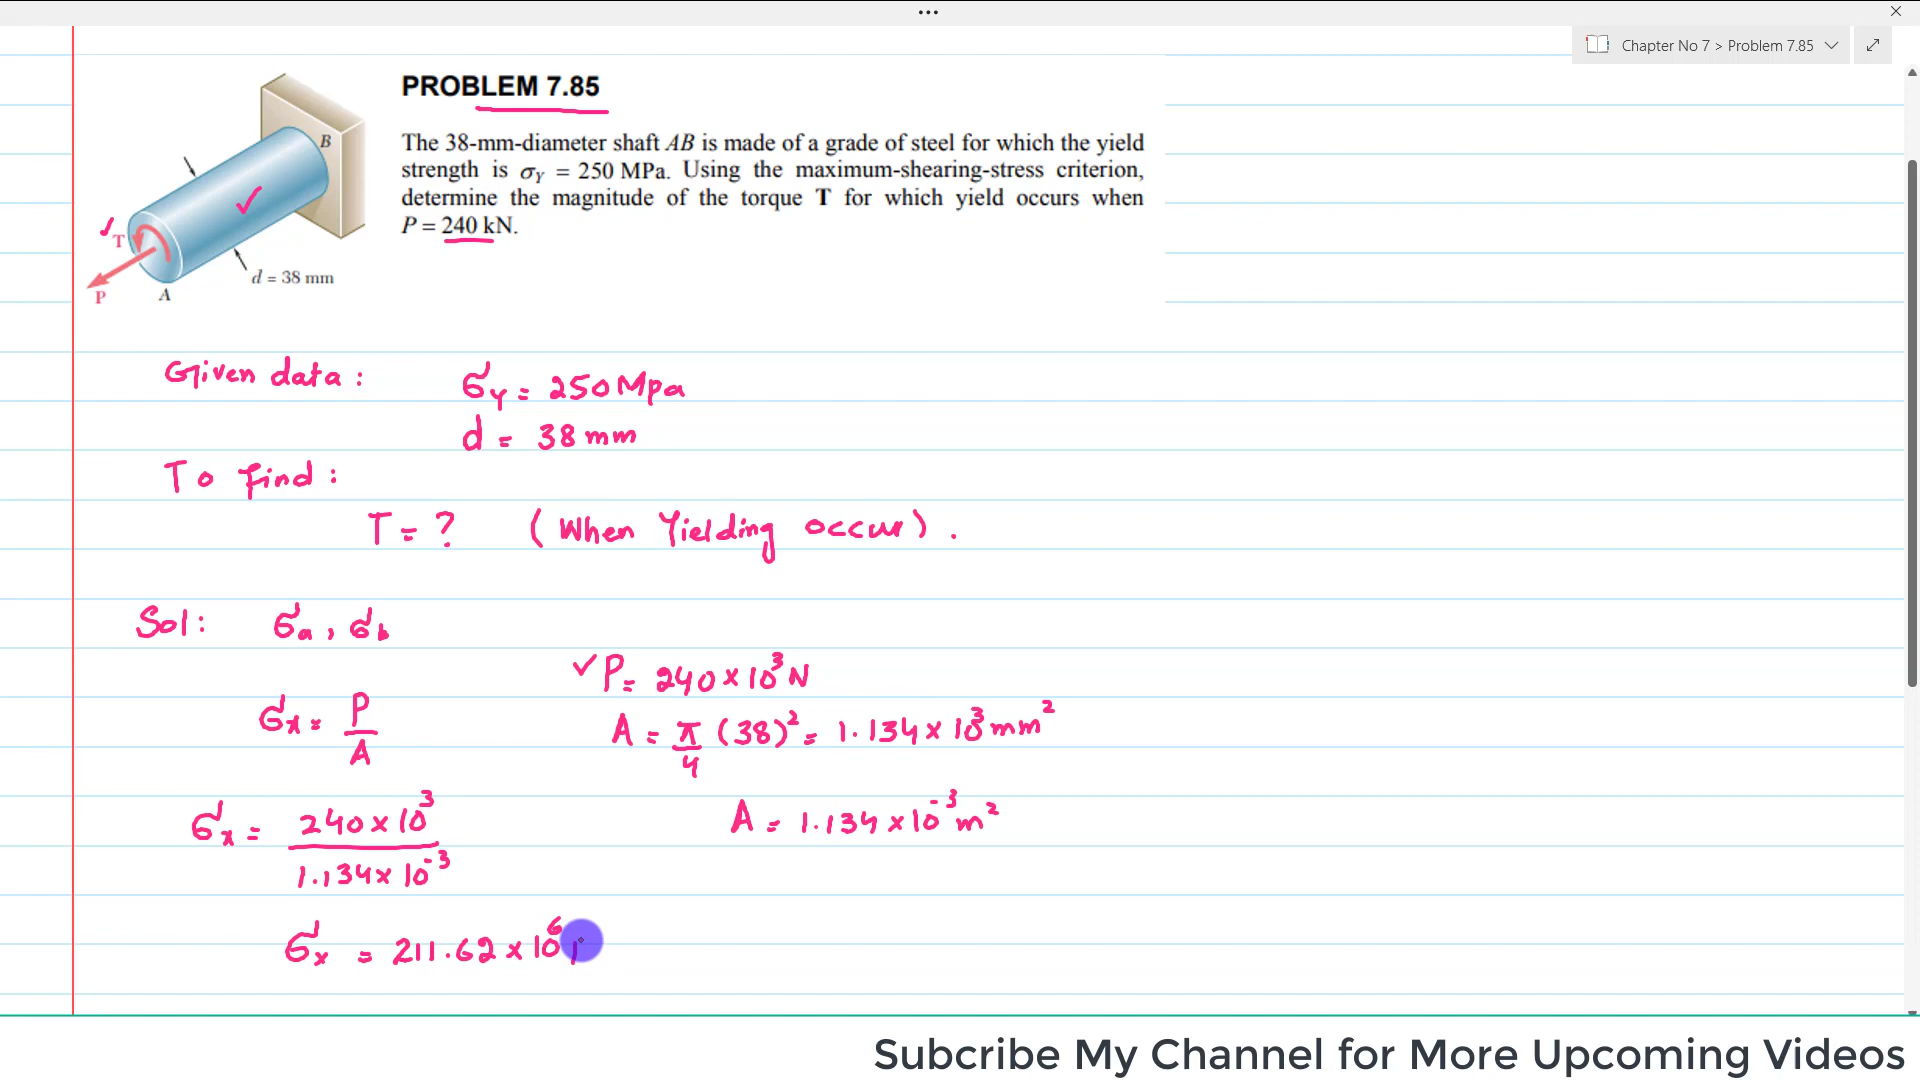 Chapter No 7 > Problem 7.85
PROBLEM 7.85
The 38-mm-diameter shaft AB is made of a grade of steel for which the yield
strength is σY = 250 MPa. Using the maximum-shearing-stress criterion,
determine the magnitude of the torque T for which yield occurs when
P = 240 kN.
B
T
P
A
d = 38 mm
Given data :
σY = 250 Mpa
d = 38 mm
To find :
T = ? (When Yielding occur) .
Sol: σa , σb
P = 240 × 10³ N
σx = P/A
A = π/4 (38)² = 1.134 × 10³ mm²
σx = 240 × 10³ / 1.134 × 10⁻³
A = 1.134 × 10⁻³ m²
σx = 211.62 × 10⁶
Subcribe My Channel for More Upcoming Videos